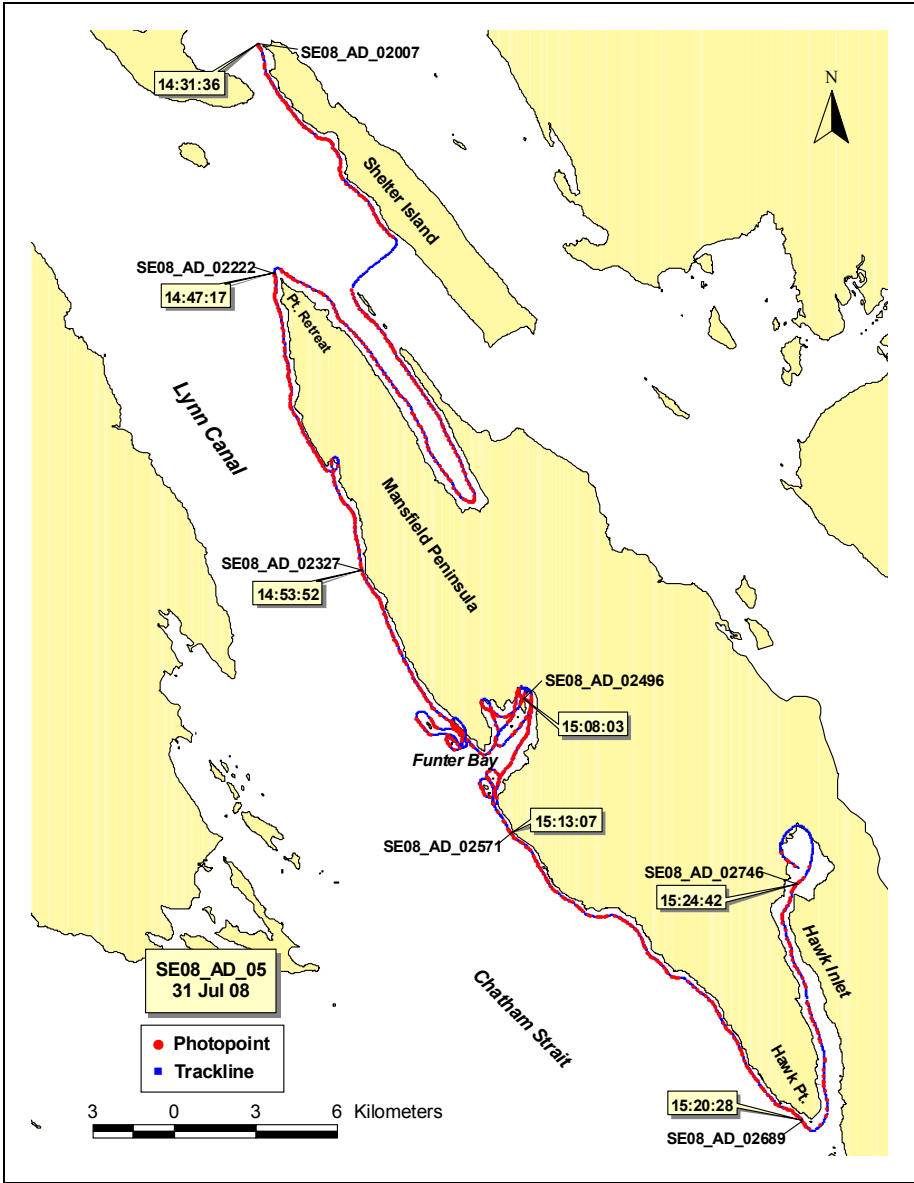 SE08_AD_02007
14:31:36
N
Shelter Island
SE08_AD_02222
14:47:17
Pt. Retreat
Lynn Canal
Mansfield Peninsula
SE08_AD_02327
14:53:52
SE08_AD_02496
15:08:03
Funter Bay
15:13:07
SE08_AD_02571
SE08_AD_02746
15:24:42
Hawk Inlet
SE08_AD_05
31 Jul 08
Chatham Strait
Photopoint
Trackline
Hawk Pt.
15:20:28
SE08_AD_02689
3 0 3 6 Kilometers